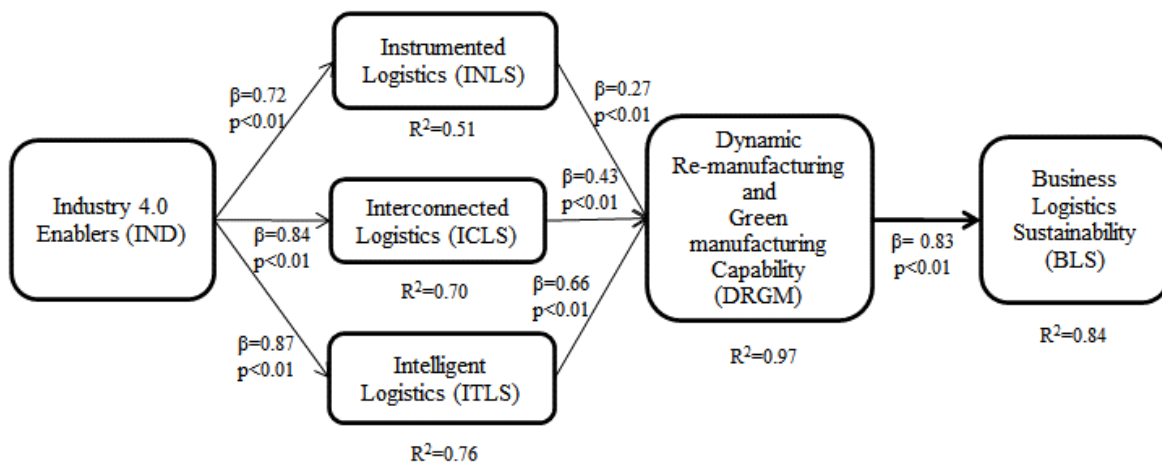 Industry 4.0
Enablers (IND)
β=0.72
p<0.01
β=0.84
p<0.01
β=0.87
p<0.01
Instrumented
Logistics (INLS)
R²=0.51
Interconnected
Logistics (ICLS)
R²=0.70
Intelligent
Logistics (ITLS)
R²=0.76
β=0.27
p<0.01
β=0.43
p<0.01
β=0.66
p<0.01
Dynamic
Re-manufacturing
and
Green
manufacturing
Capability
(DRGM)
R²=0.97
β= 0.83
p<0.01
Business
Logistics
Sustainability
(BLS)
R²=0.84